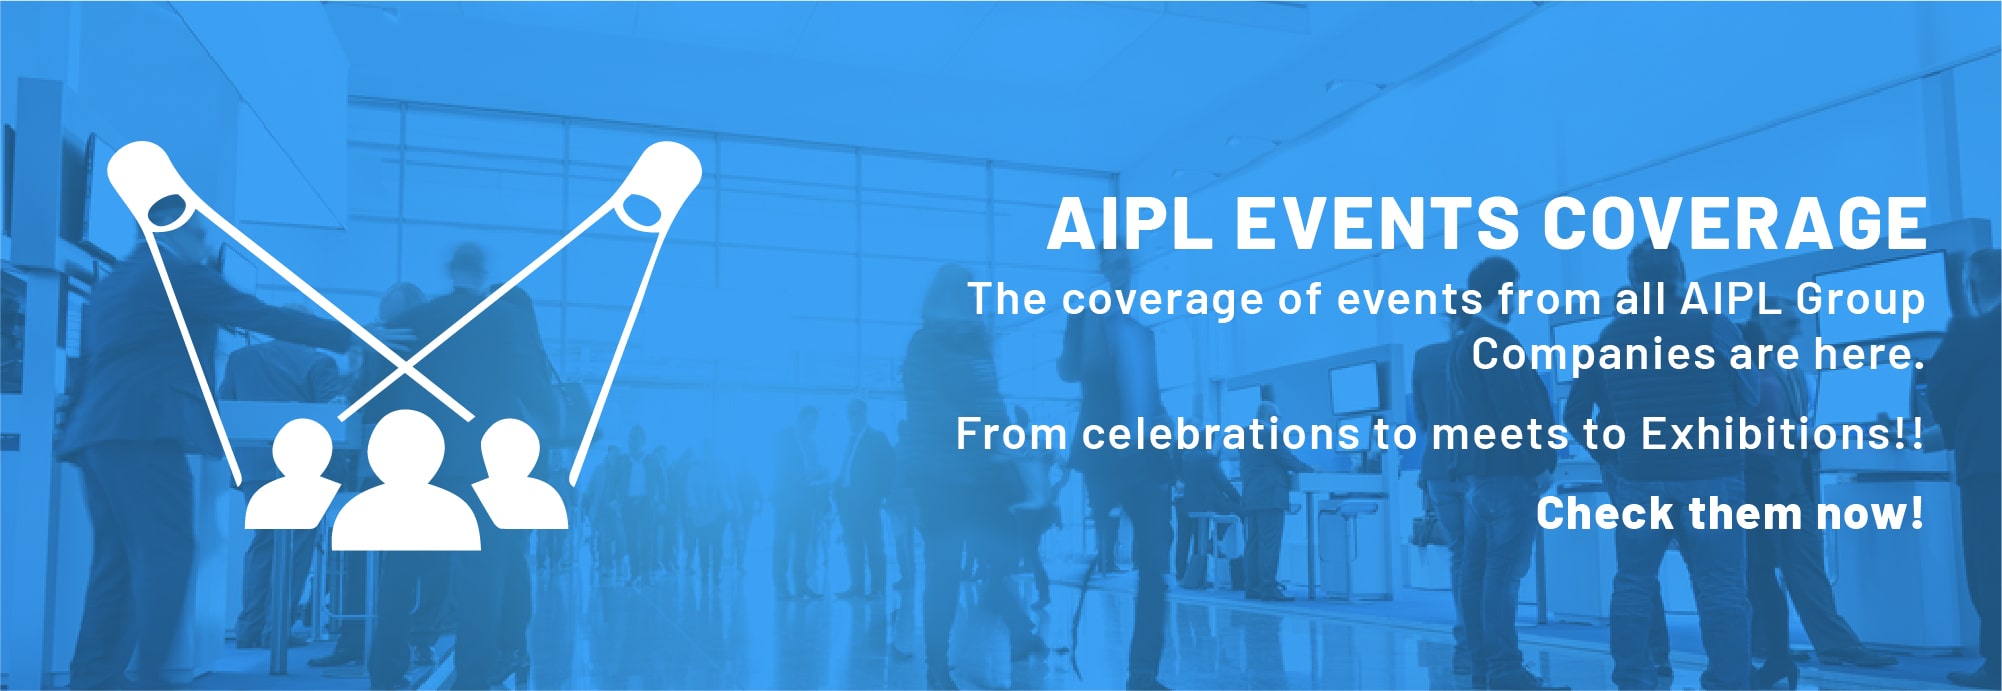 AIPL EVENTS COVERAGE
The coverage of events from all AIPL Group
Companies are here.
From celebrations to meets to Exhibitions!!
Check them now!